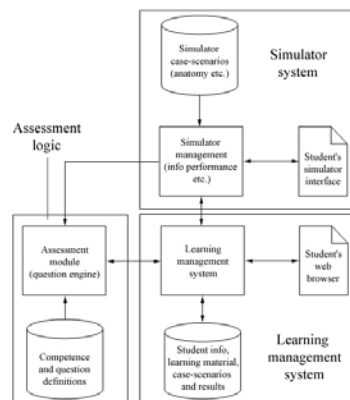 Simulator
case-scenarios
(anatomy etc.)
Simulator
system
Assessment
logic
Simulator
management
(info performance
etc.)
Student's
simulator
interface
Assessment
module
(question engine)
Learning
management
system
Student's
web
browser
Competence
and question
definitions
Student info,
learning material,
case-scenarios
and results
Learning
management
system